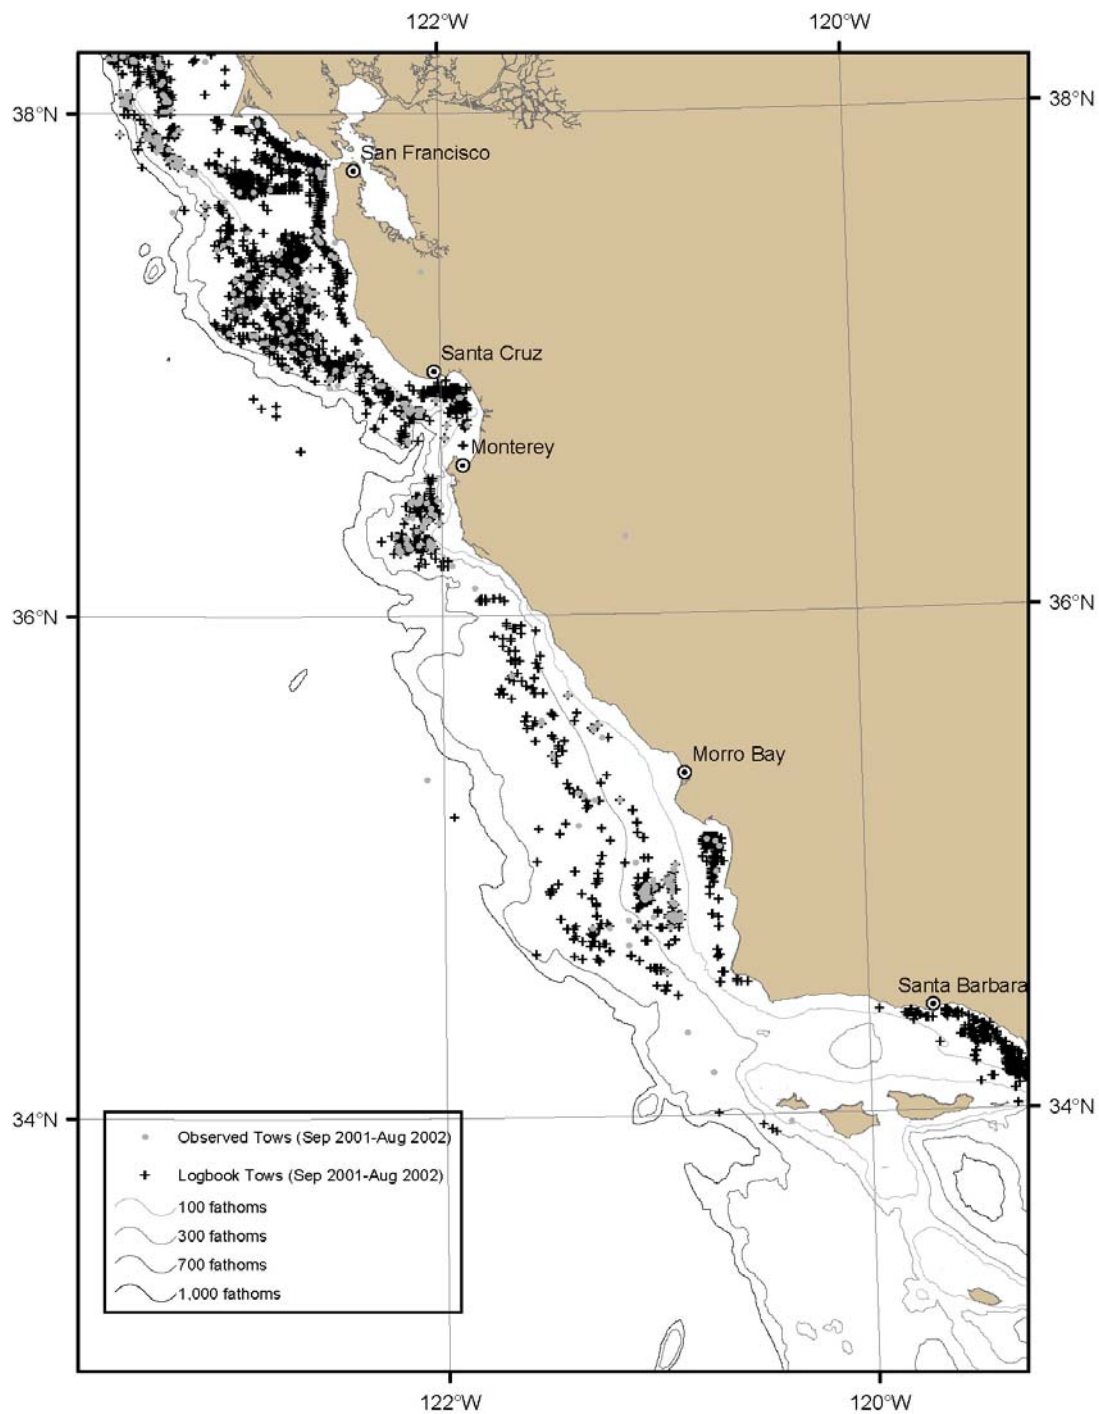 122°W 120°W
38°N 38°N
San Francisco
Santa Cruz
Monterey
36°N 36°N
Morro Bay
Santa Barbara
34°N 34°N
Observed Tows (Sep 2001-Aug 2002)
Logbook Tows (Sep 2001-Aug 2002)
100 fathoms
300 fathoms
700 fathoms
1,000 fathoms
122°W 120°W